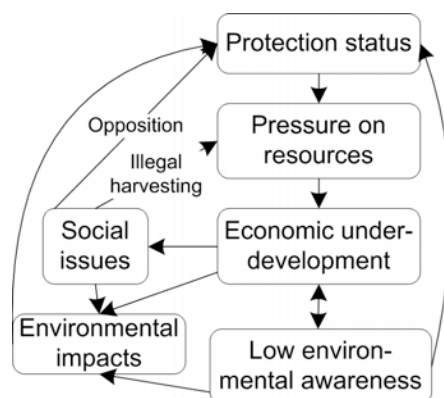 Protection status
Opposition
Pressure on
resources
Illegal
harvesting
Social
issues
Economic under-
development
Environmental
impacts
Low environ-
mental awareness